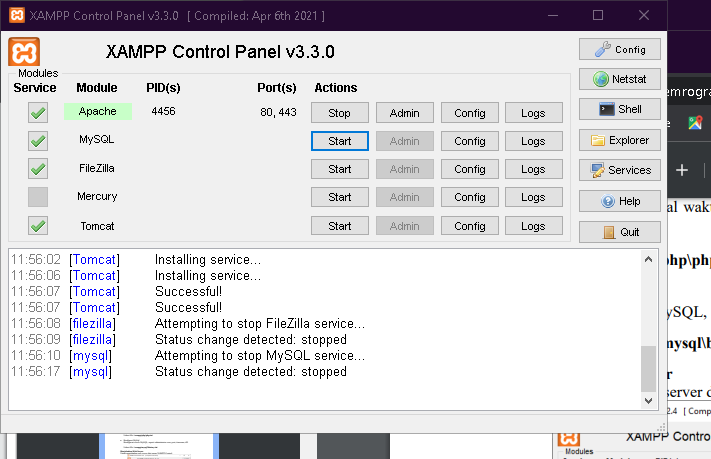 XAMPP Control Panel v3.3.0 [ Compiled: Apr 6th 2021 ]
XAMPP Control Panel v3.3.0
Config
Modules
Service Module PID(s) Port(s) Actions
Netstat
Apache 4456 80, 443 Stop Admin Config Logs
Shell
MySQL Start Admin Config Logs
Explorer
FileZilla Start Admin Config Logs
Services
Mercury Start Admin Config Logs
Help
Tomcat Start Admin Config Logs
Quit
11:56:02 [Tomcat] Installing service...
11:56:06 [Tomcat] Installing service...
11:56:07 [Tomcat] Successful!
11:56:07 [Tomcat] Successful!
11:56:08 [filezilla] Attempting to stop FileZilla service...
11:56:09 [filezilla] Status change detected: stopped
11:56:10 [mysql] Attempting to stop MySQL service...
11:56:17 [mysql] Status change detected: stopped
emrogra
al wakt
php\php
ySQL,
mysql\b
r
server d
2.4 [ Comp
XAMPP Control Pane